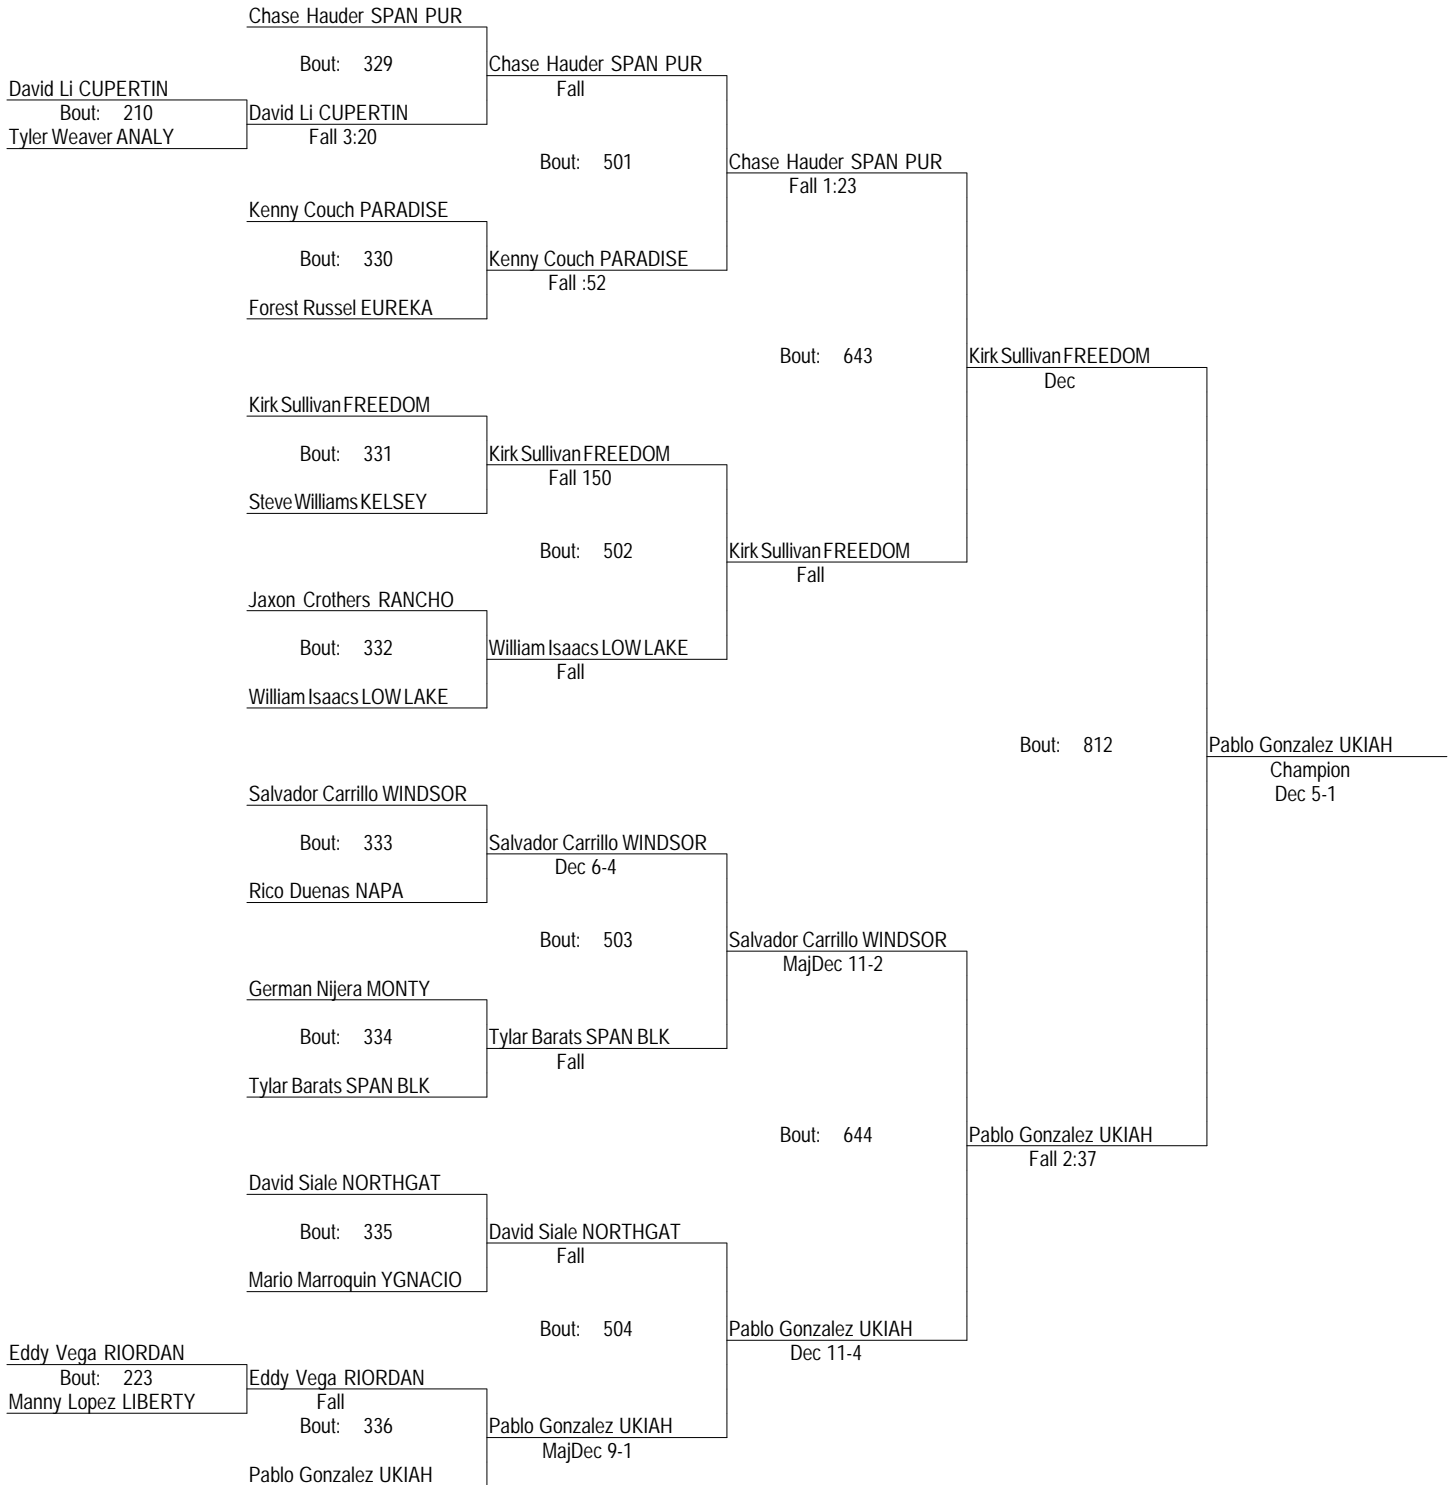 Chase Hauder SPAN PUR
Bout: 329
Chase Hauder SPAN PUR
Fall
David Li CUPERTIN
Bout: 210
Tyler Weaver ANALY
David Li CUPERTIN
Fall 3:20
Bout: 501
Chase Hauder SPAN PUR
Fall 1:23
Kenny Couch PARADISE
Bout: 330
Kenny Couch PARADISE
Fall :52
Forest Russel EUREKA
Bout: 643
Kirk Sullivan FREEDOM
Dec
Kirk Sullivan FREEDOM
Bout: 331
Kirk Sullivan FREEDOM
Fall 150
Steve Williams KELSEY
Bout: 502
Kirk Sullivan FREEDOM
Fall
Jaxon Crothers RANCHO
Bout: 332
William Isaacs LOW LAKE
Fall
William Isaacs LOW LAKE
Bout: 812
Pablo Gonzalez UKIAH
Champion
Dec 5-1
Salvador Carrillo WINDSOR
Bout: 333
Salvador Carrillo WINDSOR
Dec 6-4
Rico Duenas NAPA
Bout: 503
Salvador Carrillo WINDSOR
MajDec 11-2
German Nijera MONTY
Bout: 334
Tylar Barats SPAN BLK
Fall
Tylar Barats SPAN BLK
Bout: 644
Pablo Gonzalez UKIAH
Fall 2:37
David Siale NORTHGAT
Bout: 335
David Siale NORTHGAT
Fall
Mario Marroquin YGNACIO
Bout: 504
Pablo Gonzalez UKIAH
Dec 11-4
Eddy Vega RIORDAN
Bout: 223
Manny Lopez LIBERTY
Eddy Vega RIORDAN
Fall
Bout: 336
Pablo Gonzalez UKIAH
MajDec 9-1
Pablo Gonzalez UKIAH